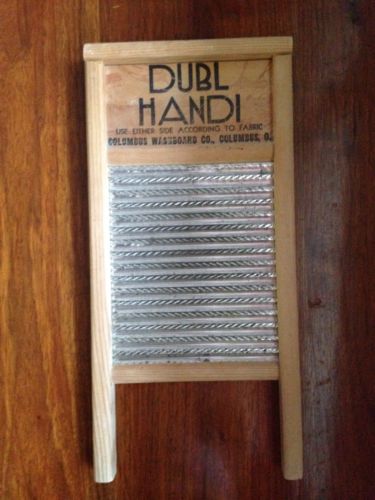 DUBL
HANDI
USE EITHER SIDE ACCORDING TO FABRIC
COLUMBUS WASHBOARD CO., COLUMBUS, O.